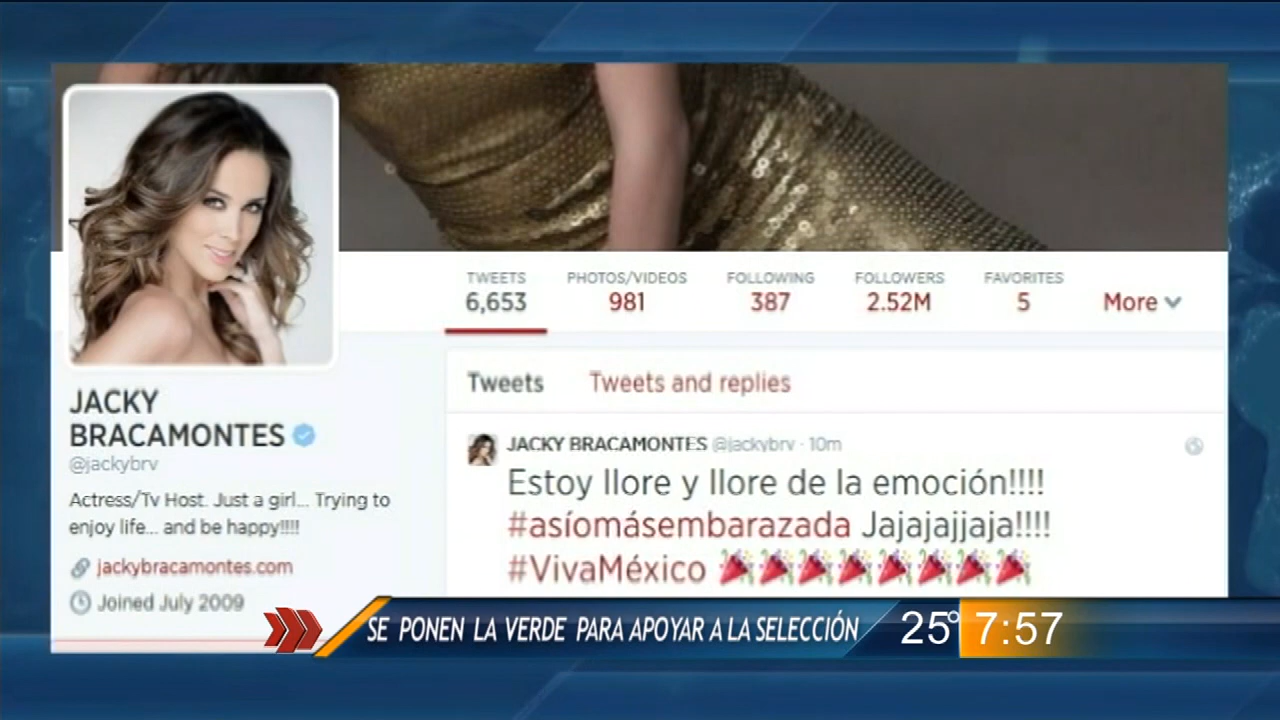 TWEETS PHOTOS/VIDEOS FOLLOWING FOLLOWERS FAVORITES
6,653 981 387 2.52M 5 More
JACKY
BRACAMONTES
@jackybrv
Actress/Tv Host. Just a girl... Trying to
enjoy life... and be happy!!!!
jackybracamontes.com
Joined July 2009
Tweets Tweets and replies
JACKY BRACAMONTES @jackybrv · 10m
Estoy llore y llore de la emoción!!!!
#asíomásembarazada Jajajajjaja!!!!
#VivaMéxico 🎉🎉🎉🎉🎉🎉🎉🎉
SE PONEN LA VERDE PARA APOYAR A LA SELECCIÓN 25° 7:57